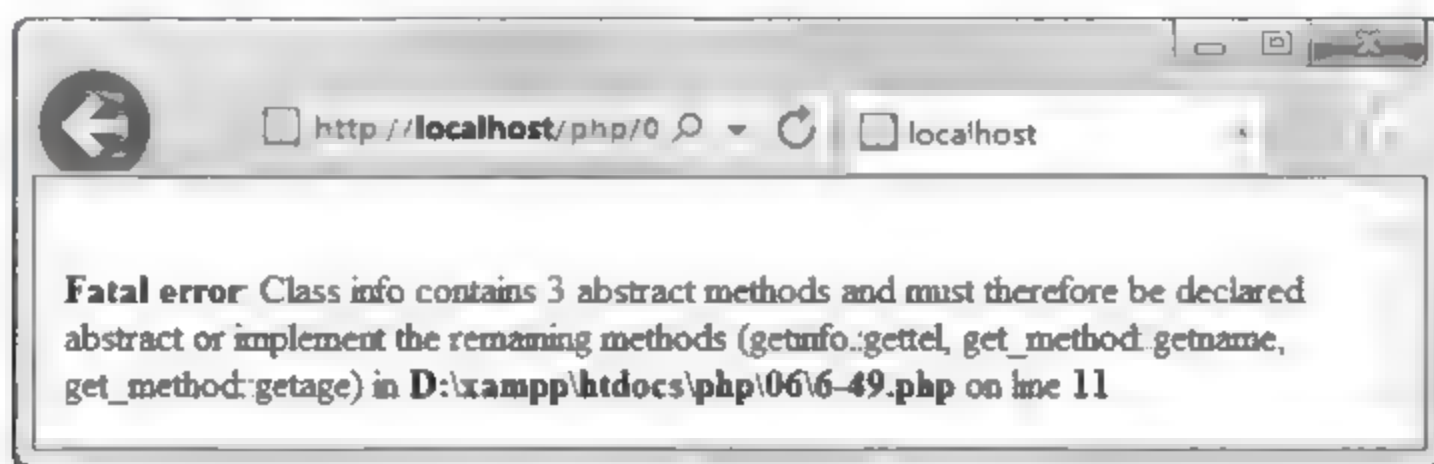 http://localhost/php/0
localhost
Fatal error: Class info contains 3 abstract methods and must therefore be declared
abstract or implement the remaining methods (getinfo::gettel, get_method::getname,
get_method::getage) in D:\xampp\htdocs\php\06\6-49.php on line 11